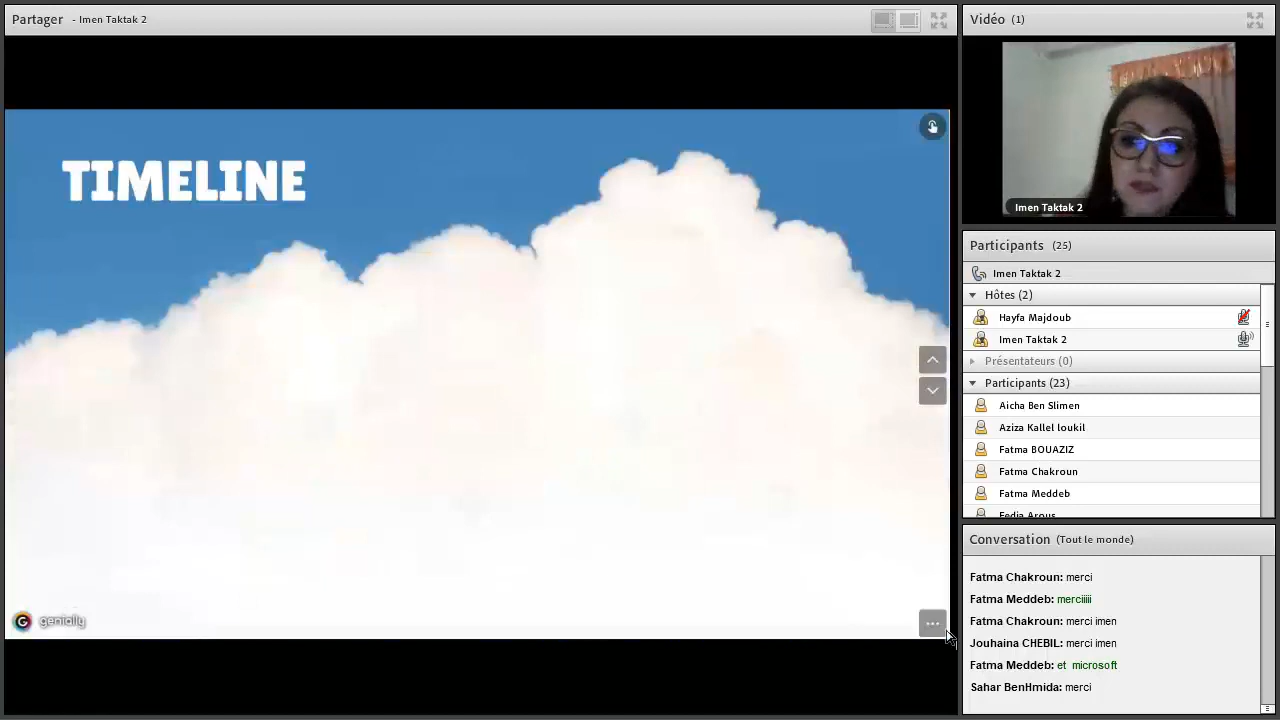 Partager - Imen Taktak 2
TIMELINE
genially
Vidéo (1)
Imen Taktak 2
Participants (25)
Imen Taktak 2
Hôtes (2)
Hayfa Majdoub
Imen Taktak 2
Présentateurs (0)
Participants (23)
Aicha Ben Slimen
Aziza Kallel loukil
Fatma BOUAZIZ
Fatma Chakroun
Fatma Meddeb
Fedia Arous
Conversation (Tout le monde)
Fatma Chakroun: merci
Fatma Meddeb: merciiiii
Fatma Chakroun: merci imen
Jouhaina CHEBIL: merci imen
Fatma Meddeb: et microsoft
Sahar BenHmida: merci